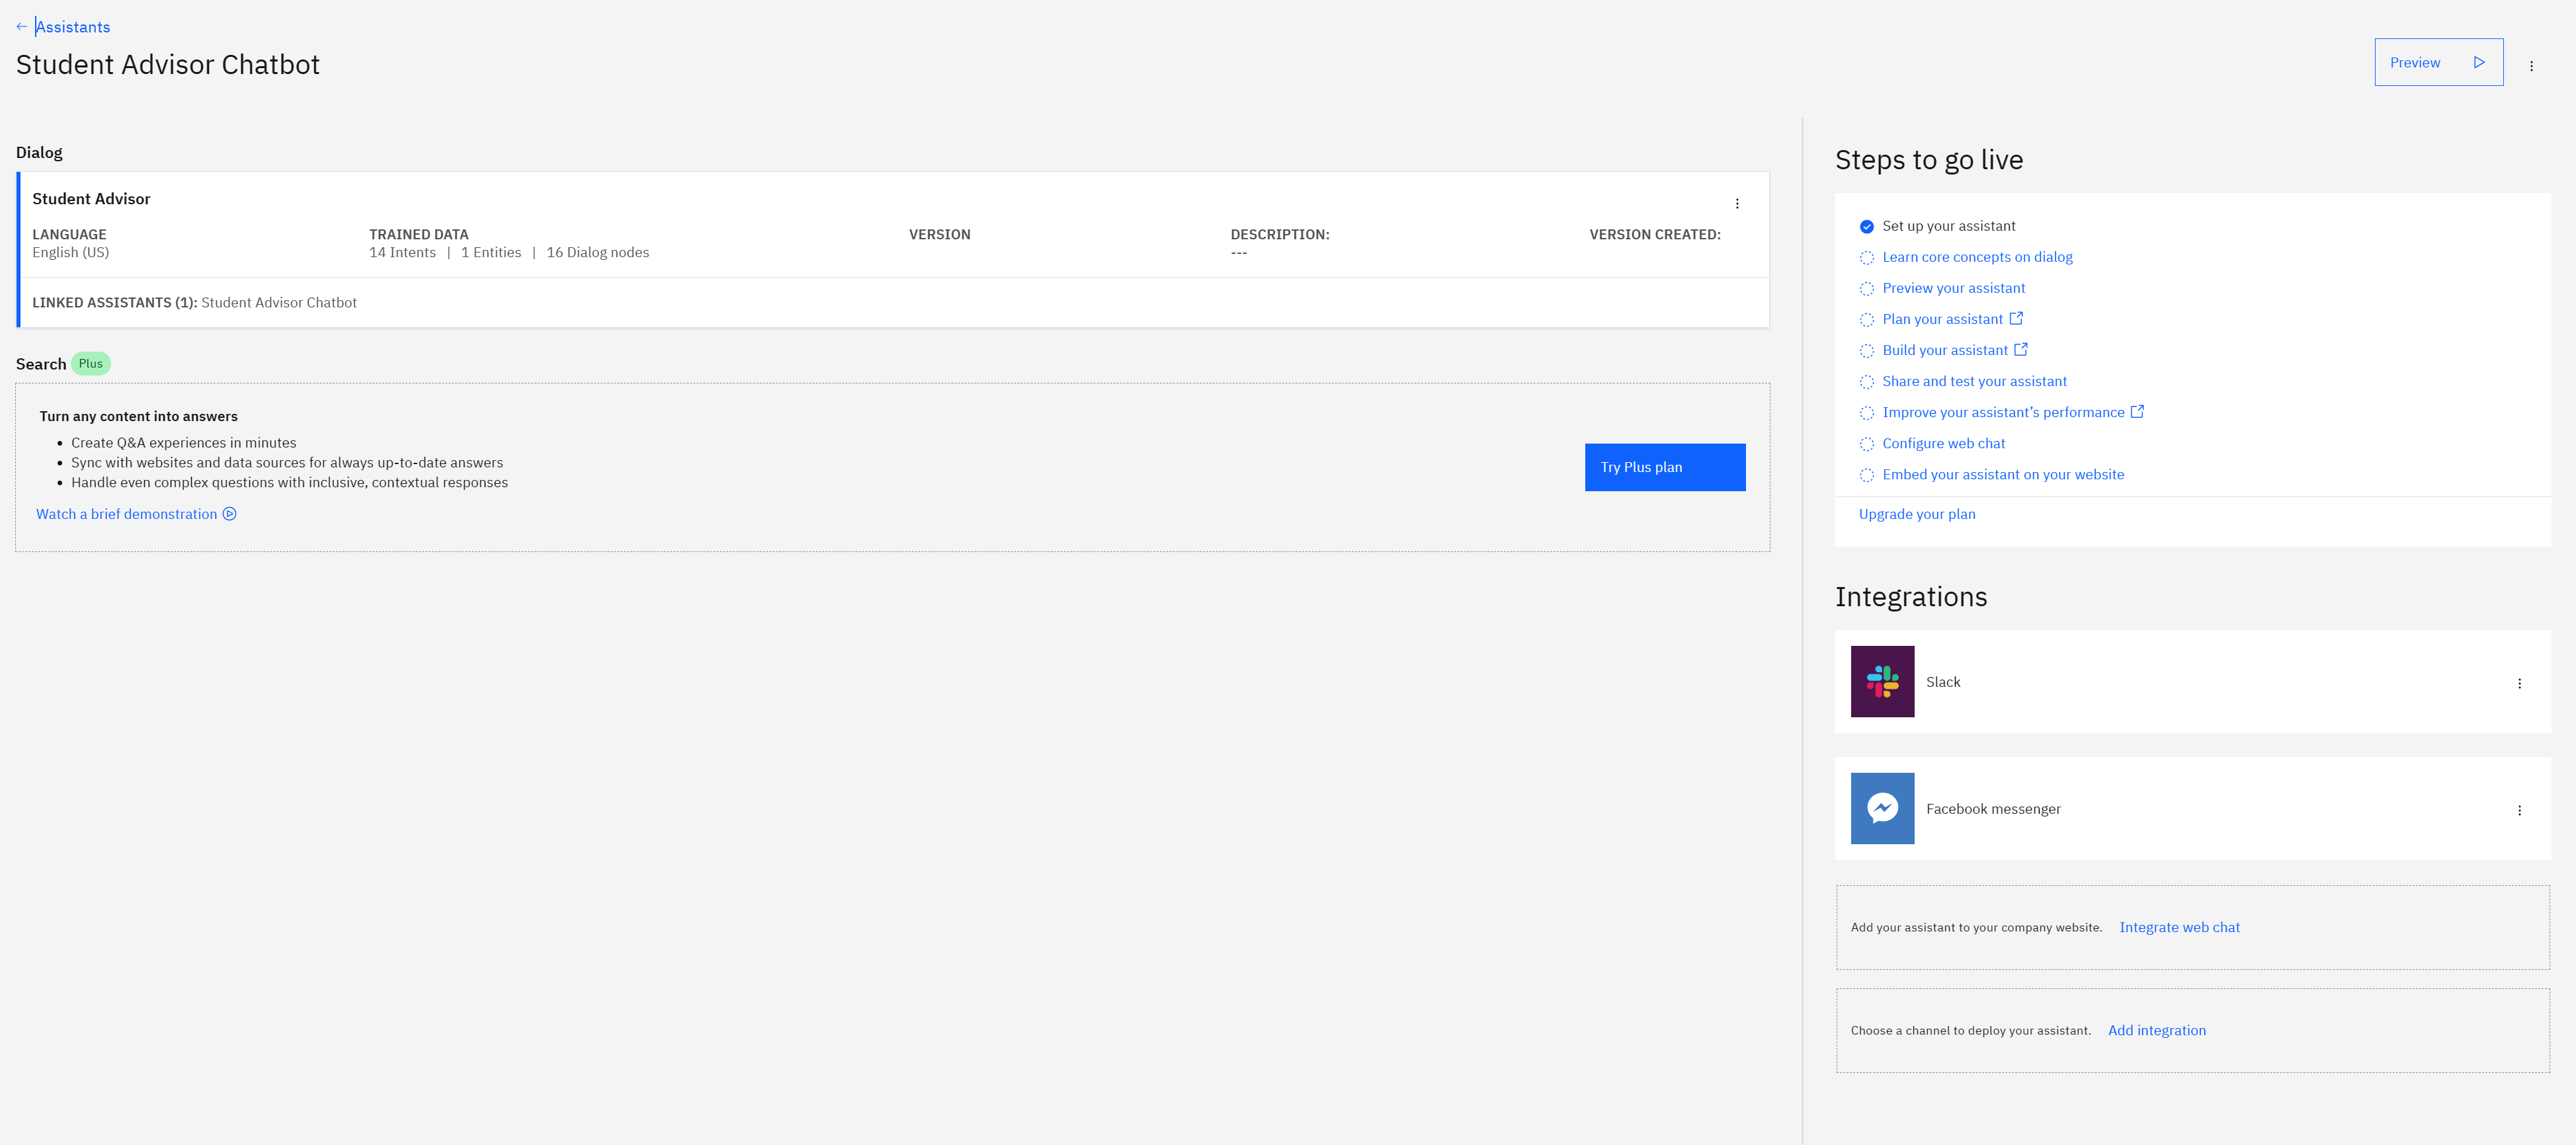 Assistants
Student Advisor Chatbot
Preview
Dialog
Student Advisor
LANGUAGE
English (US)
TRAINED DATA
14 Intents | 1 Entities | 16 Dialog nodes
VERSION
DESCRIPTION:
---
VERSION CREATED:
LINKED ASSISTANTS (1): Student Advisor Chatbot
Search Plus
Turn any content into answers
• Create Q&A experiences in minutes
• Sync with websites and data sources for always up-to-date answers
• Handle even complex questions with inclusive, contextual responses
Watch a brief demonstration
Try Plus plan
Steps to go live
Set up your assistant
Learn core concepts on dialog
Preview your assistant
Plan your assistant
Build your assistant
Share and test your assistant
Improve your assistant’s performance
Configure web chat
Embed your assistant on your website
Upgrade your plan
Integrations
Slack
Facebook messenger
Add your assistant to your company website. Integrate web chat
Choose a channel to deploy your assistant. Add integration